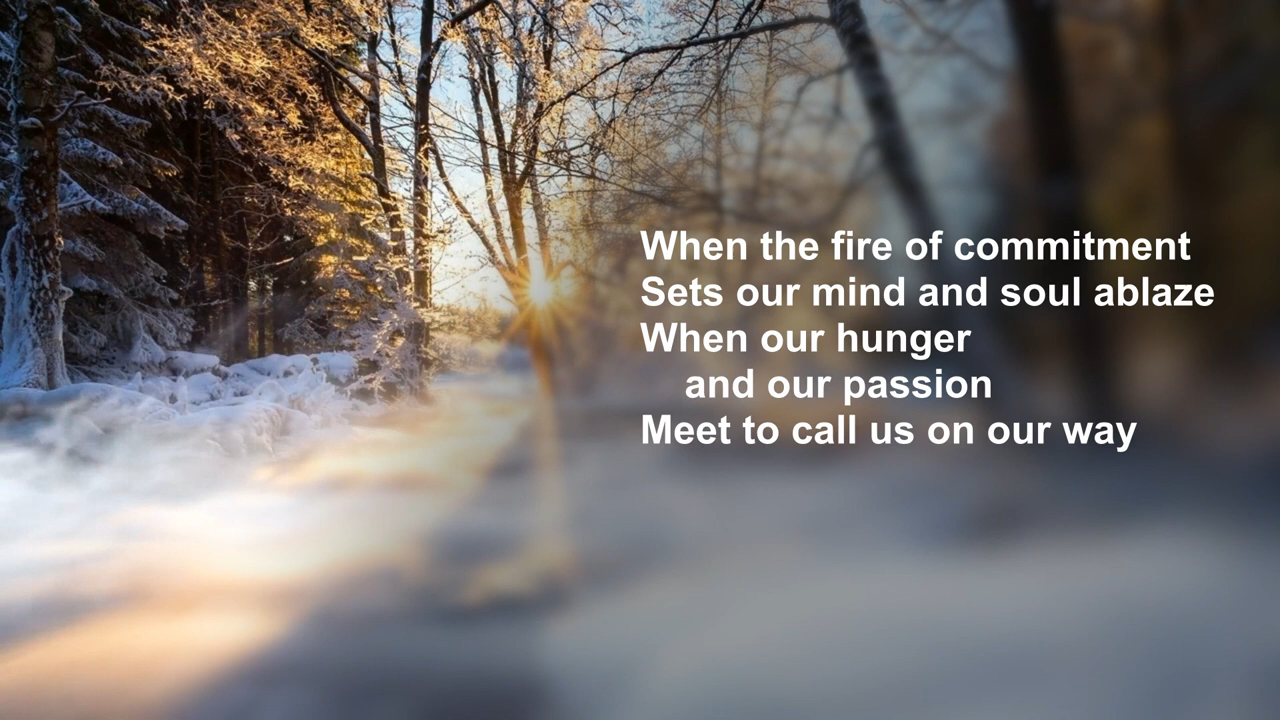 When the fire of commitment
Sets our mind and soul ablaze
When our hunger
and our passion
Meet to call us on our way